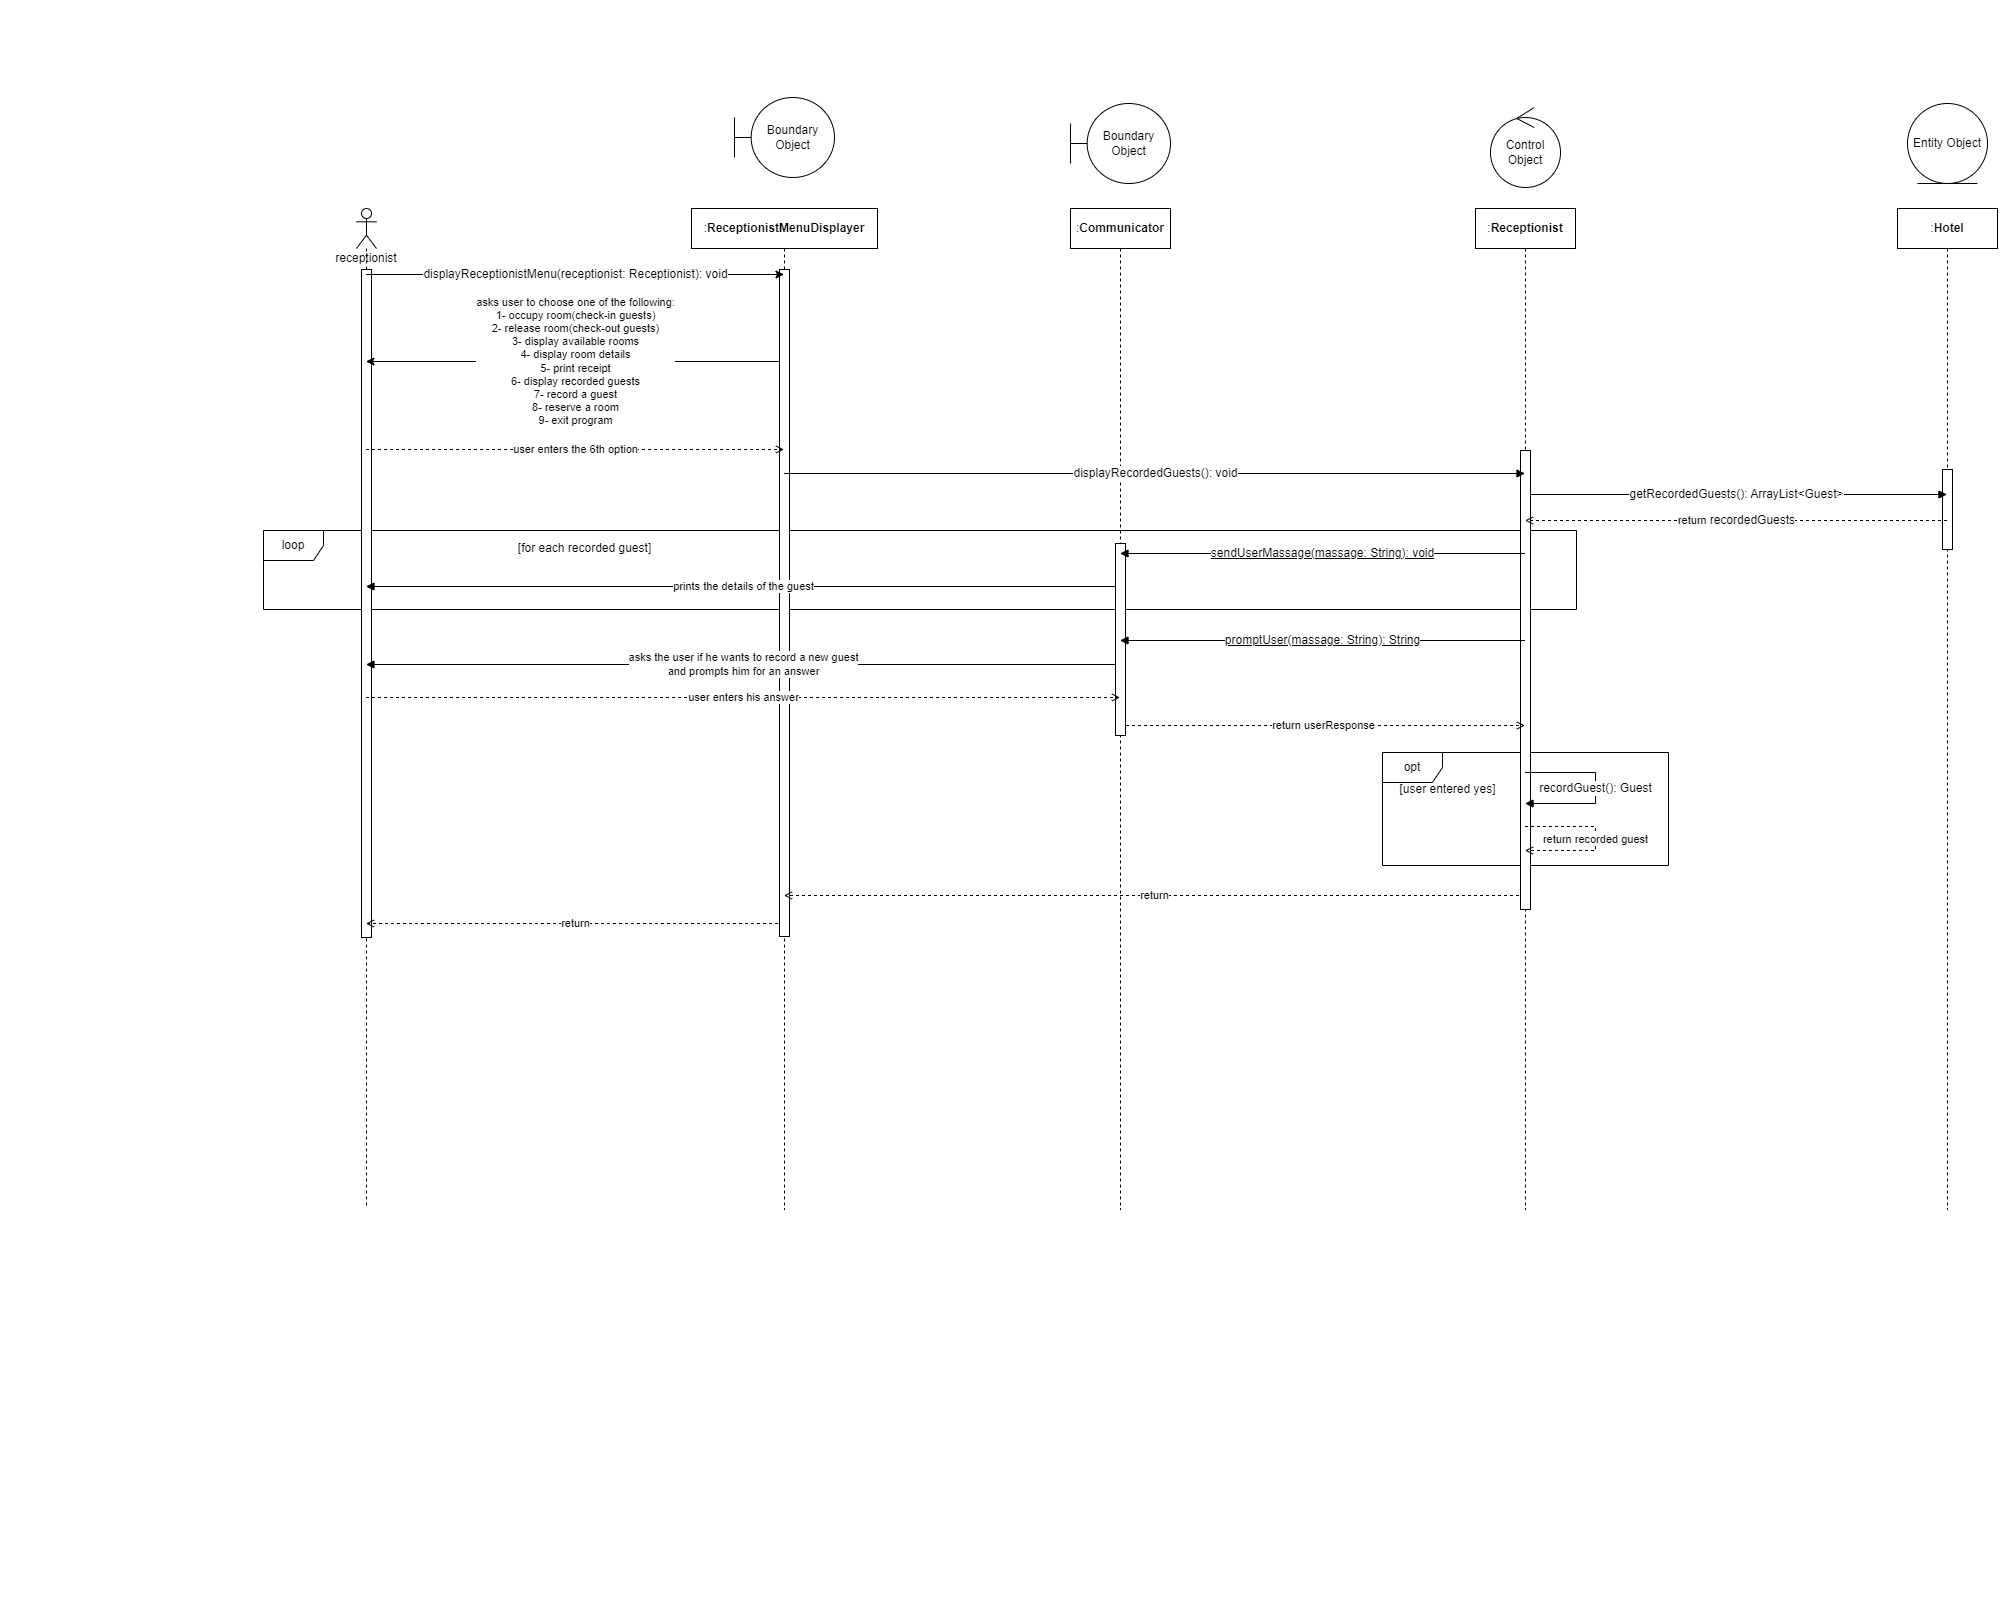 Boundary
Object
Boundary
Object
Control
Object
Entity Object
:ReceptionistMenuDisplayer
:Communicator
:Receptionist
:Hotel
receptionist
displayReceptionistMenu(receptionist: Receptionist): void
asks user to choose one of the following:
1- occupy room(check-in guests)
2- release room(check-out guests)
3- display available rooms
4- display room details
5- print receipt
6- display recorded guests
7- record a guest
8- reserve a room
9- exit program
user enters the 6th option
displayRecordedGuests(): void
getRecordedGuests(): ArrayList<Guest>
return recordedGuests
loop
[for each recorded guest]
sendUserMassage(massage: String): void
prints the details of the guest
promptUser(massage: String): String
asks the user if he wants to record a new guest
and prompts him for an answer
user enters his answer
return userResponse
opt
[user entered yes]
recordGuest(): Guest
return recorded guest
return
return